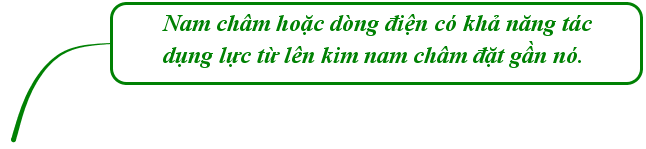 Nam châm hoặc dòng điện có khả năng tác
dụng lực từ lên kim nam châm đặt gần nó.